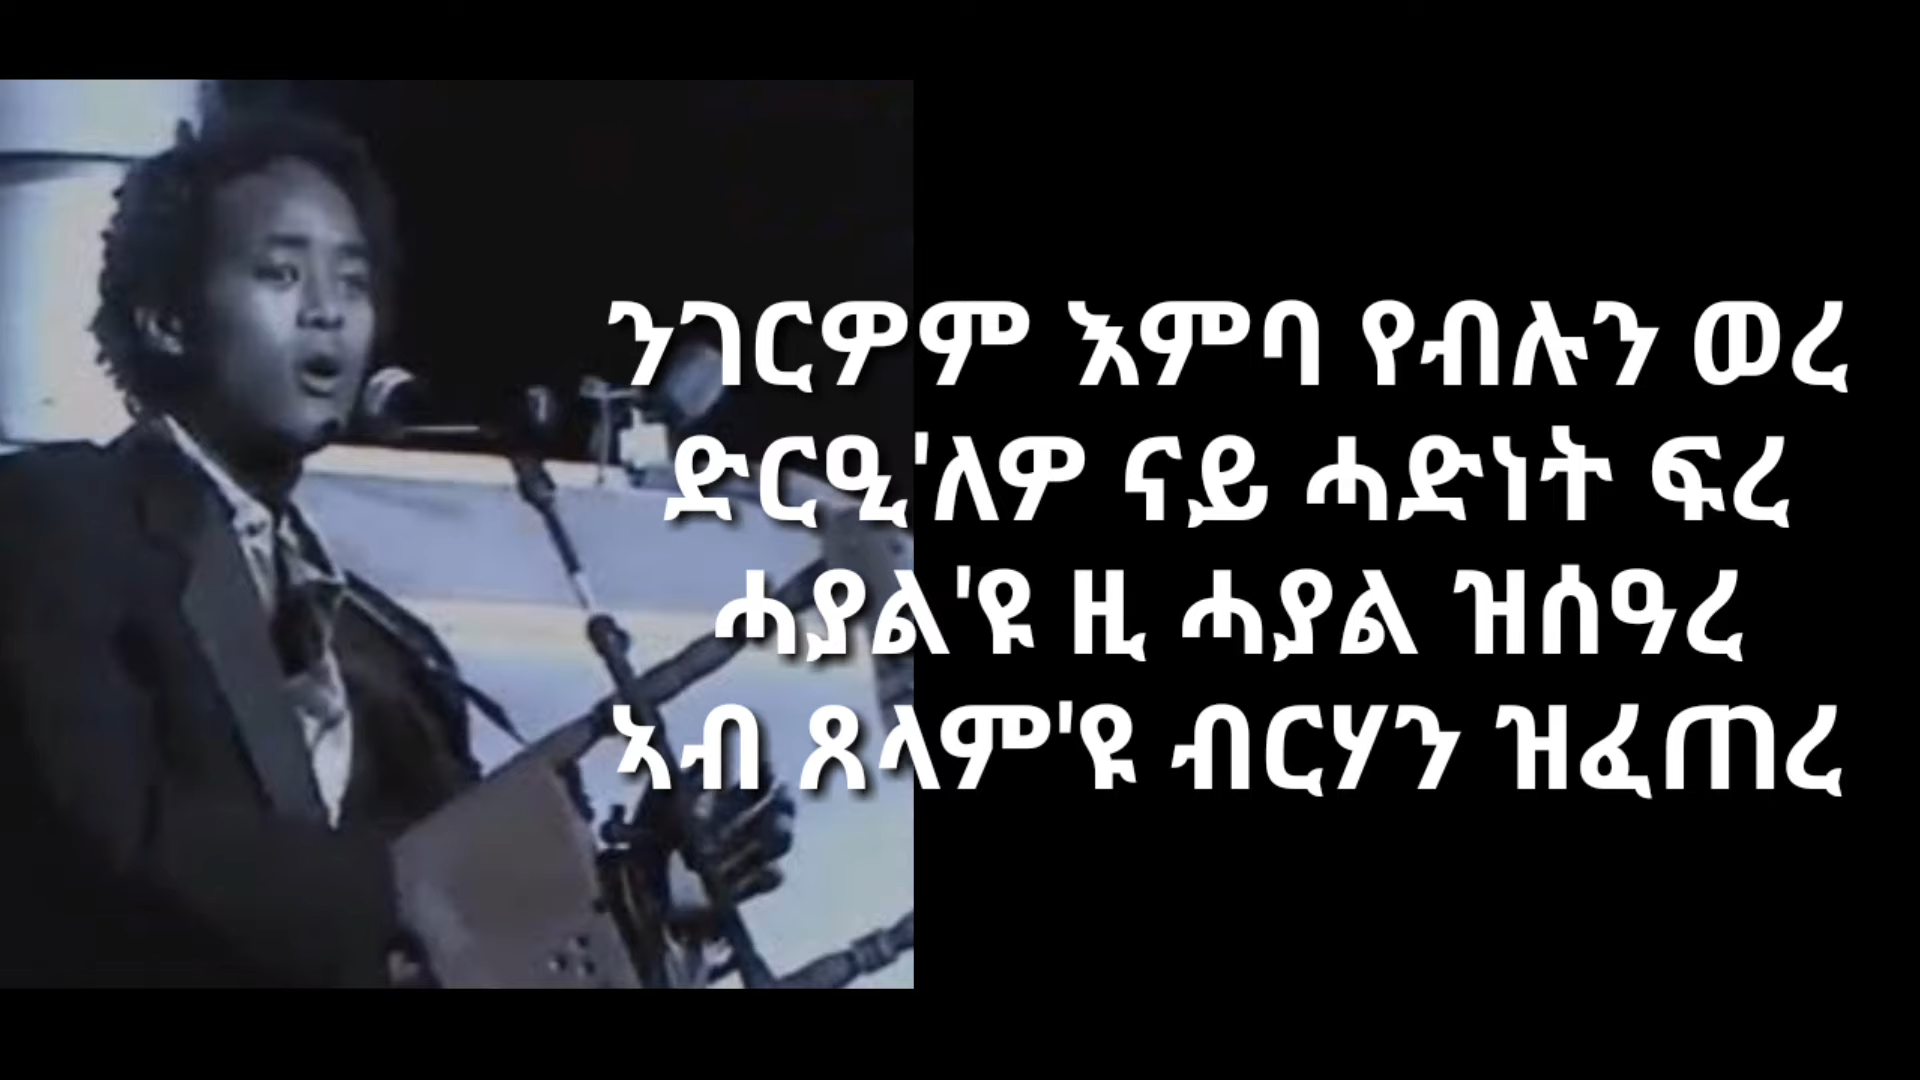 ንገርዎም እምባ የብሉን ወረ
ድርዒ'ለዎ ናይ ሓድነት ፍረ
ሓያል'ዩ ዚ ሓያል ዝሰዓረ
ኣብ ጸላም'ዩ ብርሃን ዝፈጠረ